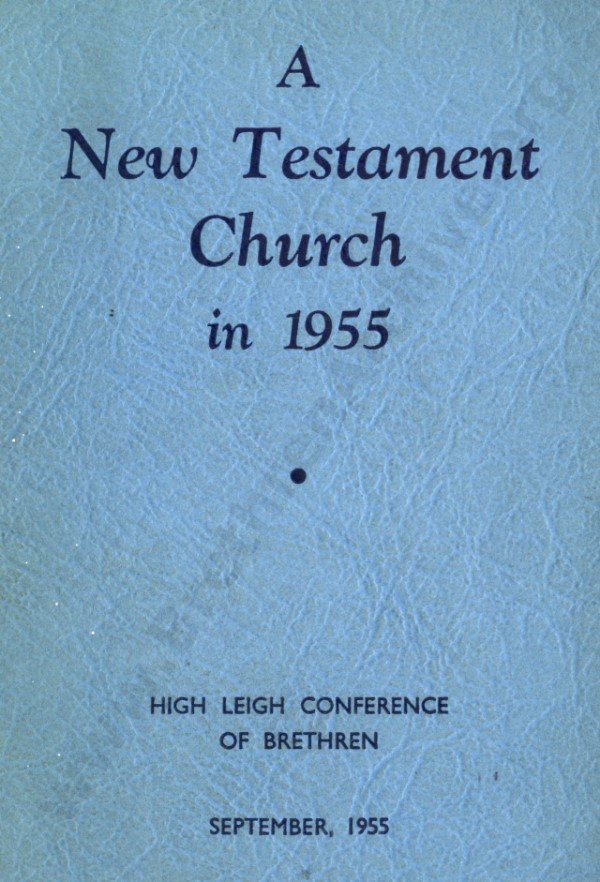 A
New Testament
Church
in 1955
•
HIGH LEIGH CONFERENCE
OF BRETHREN
SEPTEMBER, 1955